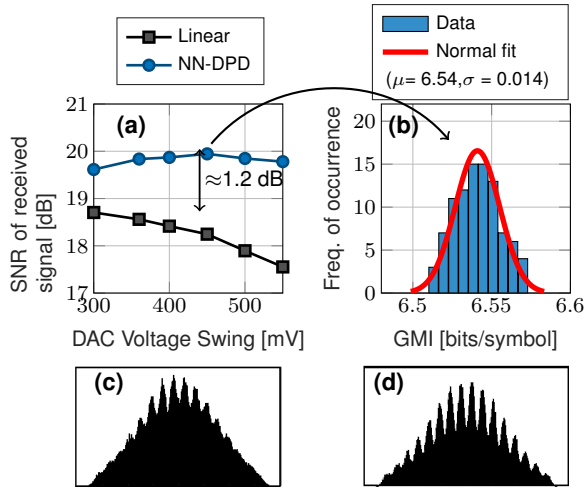 Linear
NN-DPD
Data
Normal fit
(μ= 6.54,σ = 0.014)
(a)
21
20
19
18
17
≈1.2 dB
300
400
500
SNR of received
signal [dB]
DAC Voltage Swing [mV]
(b)
20
15
10
5
0
6.5
6.55
6.6
Freq. of occurrence
GMI [bits/symbol]
(c)
(d)